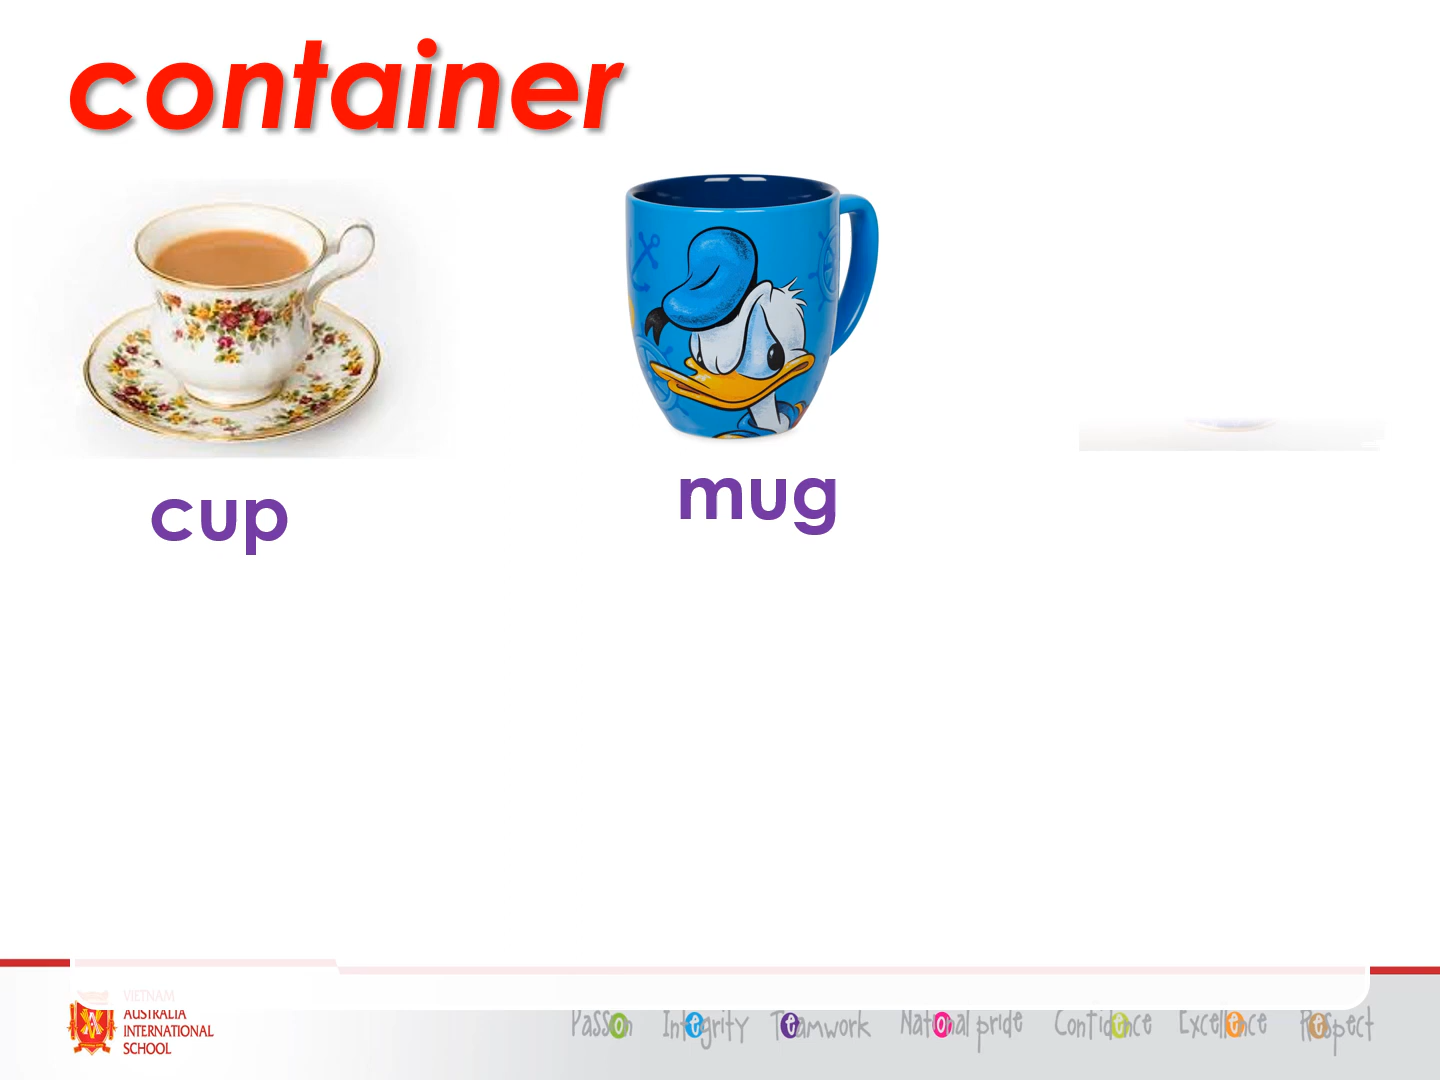 container
cup
mug
VIETNAM
AUSTRALIA
INTERNATIONAL
SCHOOL
Passion Integrity Teamwork National pride Confidence Excellence Respect